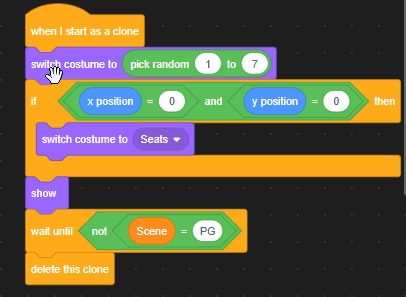 when I start as a clone
switch costume to pick random 1 to 7
if x position = 0 and y position = 0 then
switch costume to Seats
show
wait until not Scene = PG
delete this clone